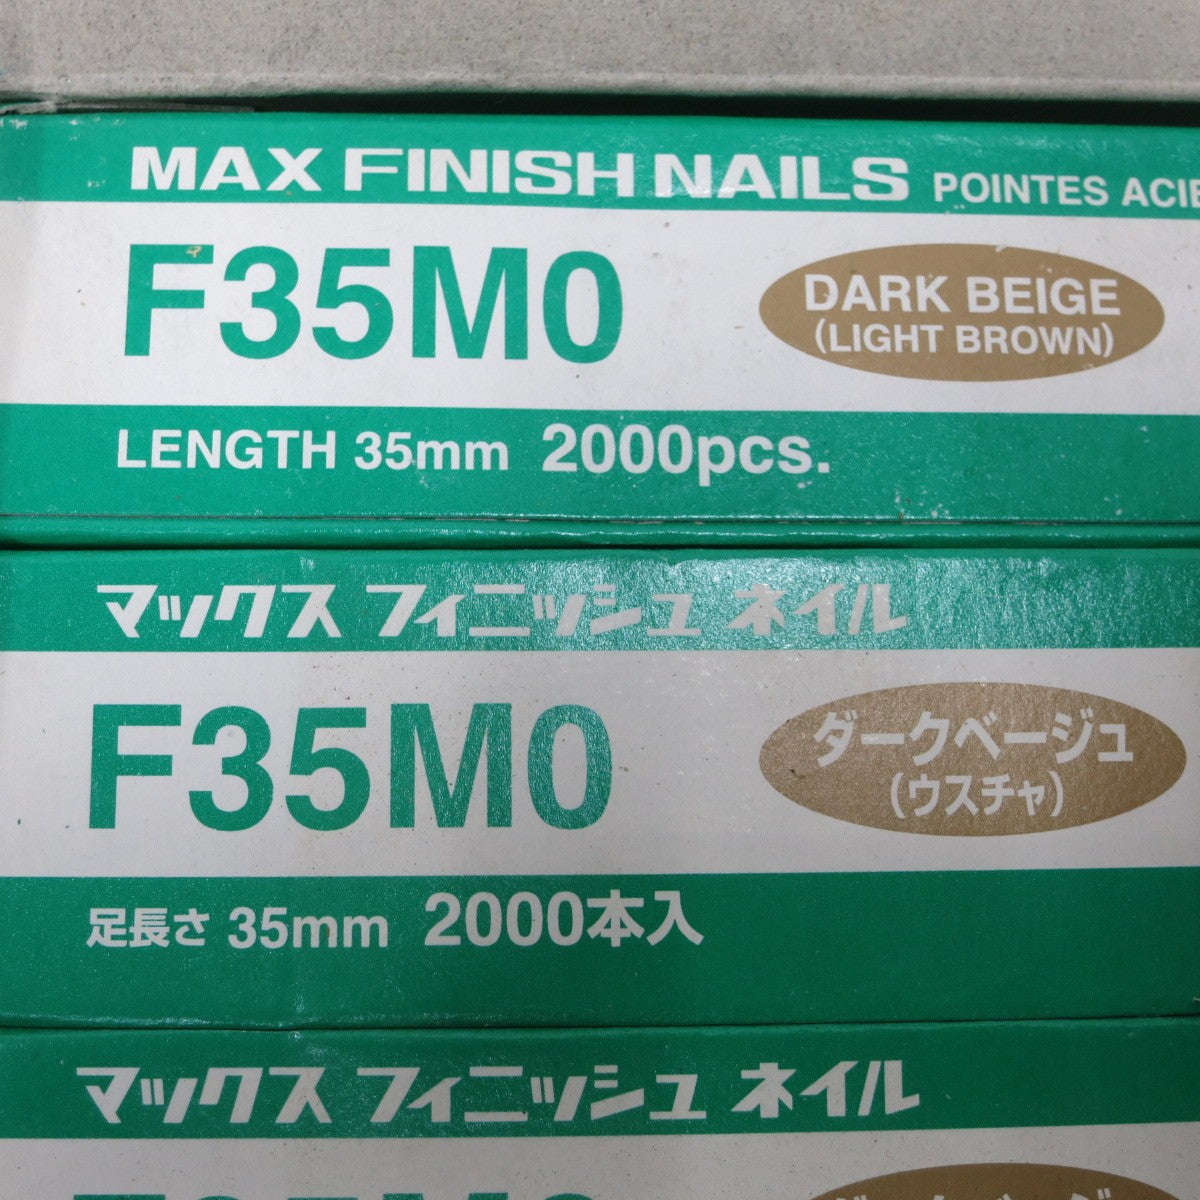 MAX FINISH NAILS POINTES
F35M0
DARK BEIGE
(LIGHT BROWN)
LENGTH 35mm 2000pcs.
マックス フィニッシュ ネイル
F35M0
ダークベージュ
(ウスチャ)
足長さ 35mm 2000本入
マックス フィニッシュ ネイル